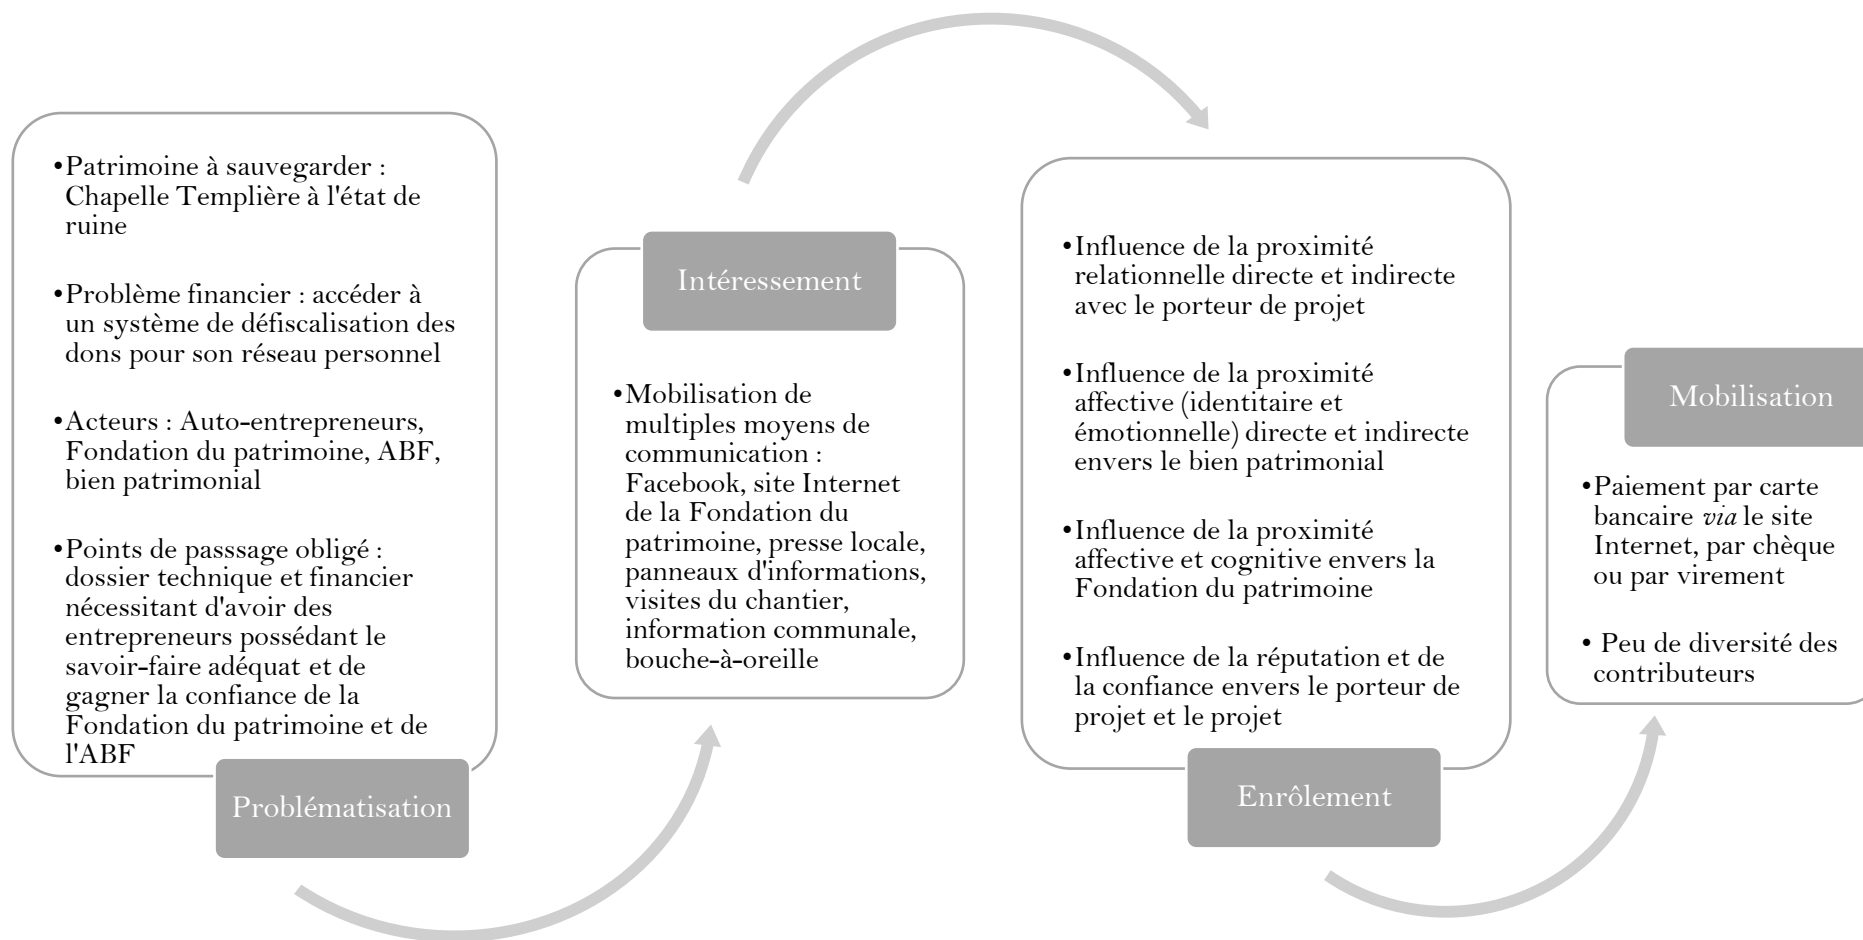 •Patrimoine à sauvegarder :
Chapelle Templière à l'état de
ruine
•Problème financier : accéder à
un système de défiscalisation des
dons pour son réseau personnel
•Acteurs : Auto-entrepreneurs,
Fondation du patrimoine, ABF,
bien patrimonial
•Points de passsage obligé :
dossier technique et financier
nécessitant d'avoir des
entrepreneurs possédant le
savoir-faire adéquat et de
gagner la confiance de la
Fondation du patrimoine et de
l'ABF
Problématisation
Intéressement
•Mobilisation de
multiples moyens de
communication :
Facebook, site Internet
de la Fondation du
patrimoine, presse locale,
panneaux d'informations,
visites du chantier,
information communale,
bouche-à-oreille
•Influence de la proximité
relationnelle directe et indirecte
avec le porteur de projet
•Influence de la proximité
affective (identitaire et
émotionnelle) directe et indirecte
envers le bien patrimonial
•Influence de la proximité
affective et cognitive envers la
Fondation du patrimoine
•Influence de la réputation et de
la confiance envers le porteur de
projet et le projet
Enrôlement
Mobilisation
•Paiement par carte
bancaire via le site
Internet, par chèque
ou par virement
• Peu de diversité des
contributeurs